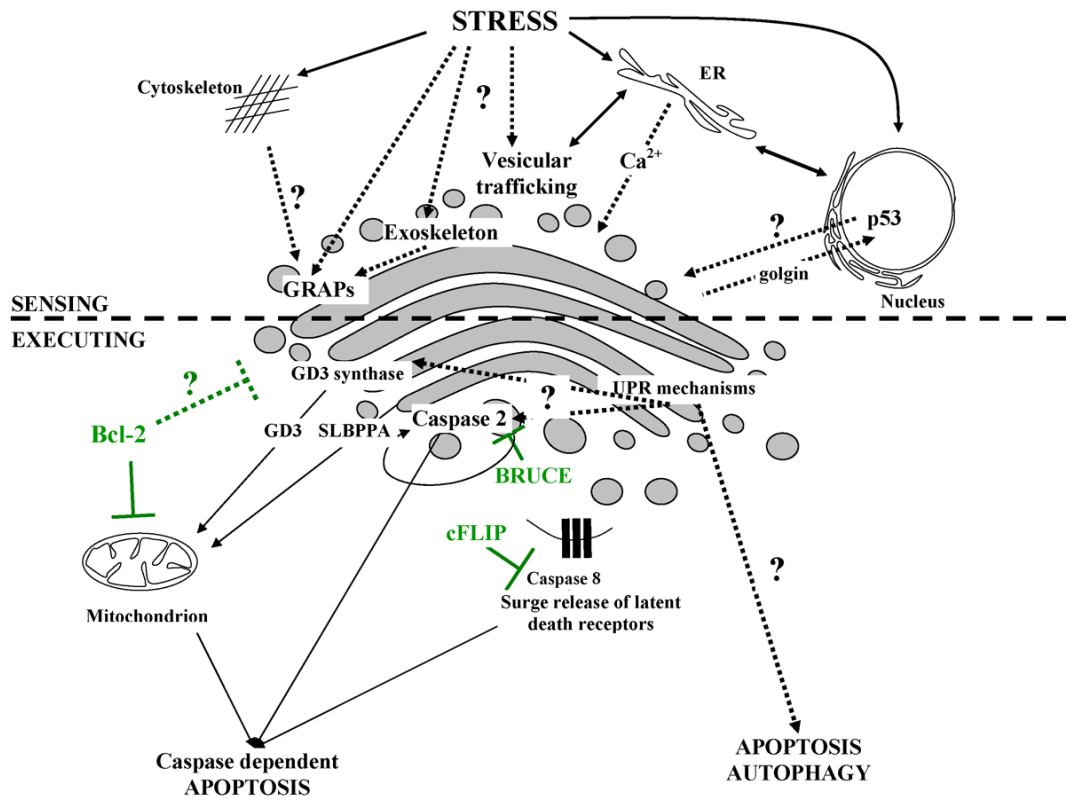 STRESS
Cytoskeleton
ER
?
Vesicular
trafficking
Ca2+
?
Exoskeleton
?
p53
golgin
GRAPs
Nucleus
SENSING
EXECUTING
GD3 synthase
?
UPR mechanisms
?
Bcl-2
GD3
SLBPPA
Caspase 2
BRUCE
cFLIP
Caspase 8
?
Surge release of latent
death receptors
Mitochondrion
Caspase dependent
APOPTOSIS
APOPTOSIS
AUTOPHAGY